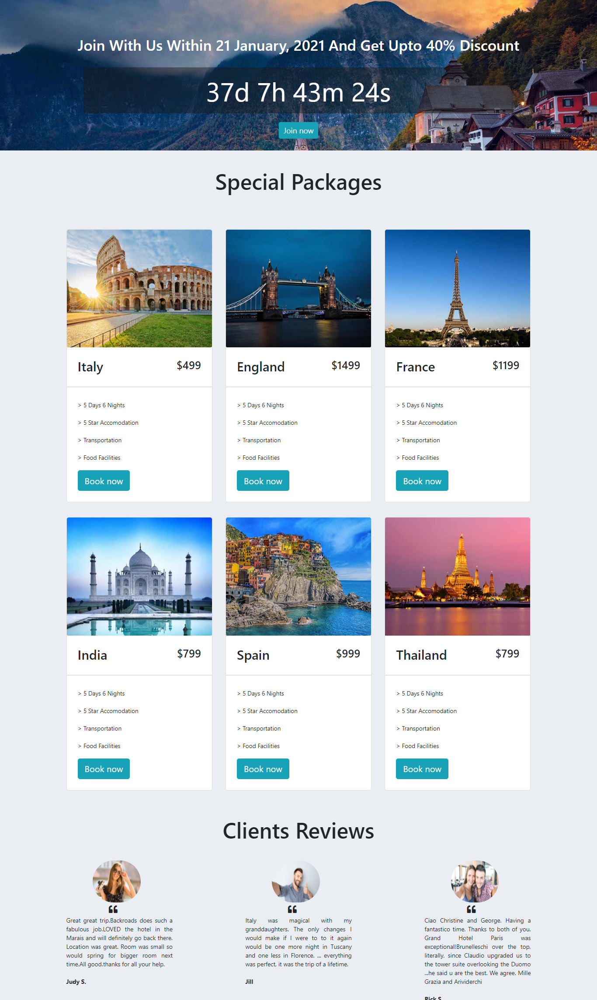 Join With Us Within 21 January, 2021 And Get Upto 40% Discount
37d 7h 43m 24s
Join now
Special Packages
Italy
$499
> 5 Days 6 Nights
> 5 Star Accomodation
> Transportation
> Food Facilities
Book now
England
$1499
> 5 Days 6 Nights
> 5 Star Accomodation
> Transportation
> Food Facilities
Book now
France
$1199
> 5 Days 6 Nights
> 5 Star Accomodation
> Transportation
> Food Facilities
Book now
India
$799
> 5 Days 6 Nights
> 5 Star Accomodation
> Transportation
> Food Facilities
Book now
Spain
$999
> 5 Days 6 Nights
> 5 Star Accomodation
> Transportation
> Food Facilities
Book now
Thailand
$799
> 5 Days 6 Nights
> 5 Star Accomodation
> Transportation
> Food Facilities
Book now
Clients Reviews
“
Great great trip.Backroads does such a
fabulous job.LOVED the hotel in the
Marais and will definitely go back there.
Location was great. Room was small so
would spring for bigger room next
time.All good.thanks for all your help.
Judy S.
“
Italy was magical with my
granddaughters. The only changes I
would make if I were to to it again
would be one more night in Tuscany
and one less in Florence. ... everything
was perfect, it was the trip of a lifetime.
Jill
“
Ciao Christine and George. Having a
fantastico time. Thanks to both of you.
Grand Hotel Paris was
exceptional!Brunelleschi over the top,
literally, since Claudio upgraded us to
the tower suite overlooking the Duomo
...he said u are the best. We agree. Mille
Grazia and Arividerchi
Rick S